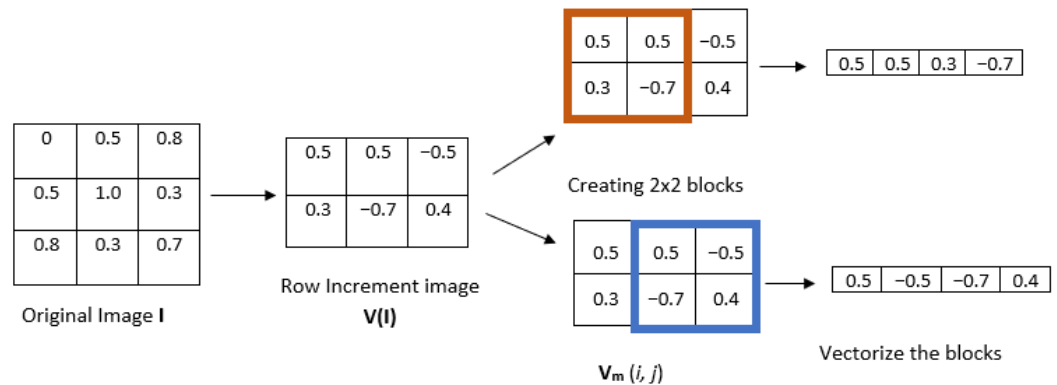 0 0.5 0.8
0.5 1.0 0.3
0.8 0.3 0.7
Original Image I
0.5 0.5 −0.5
0.3 −0.7 0.4
Row Increment image
V(I)
0.5 0.5 −0.5
0.3 −0.7 0.4
0.5 0.5 0.3 −0.7
Creating 2x2 blocks
0.5 0.5 −0.5
0.3 −0.7 0.4
Vm (i, j)
0.5 −0.5 −0.7 0.4
Vectorize the blocks